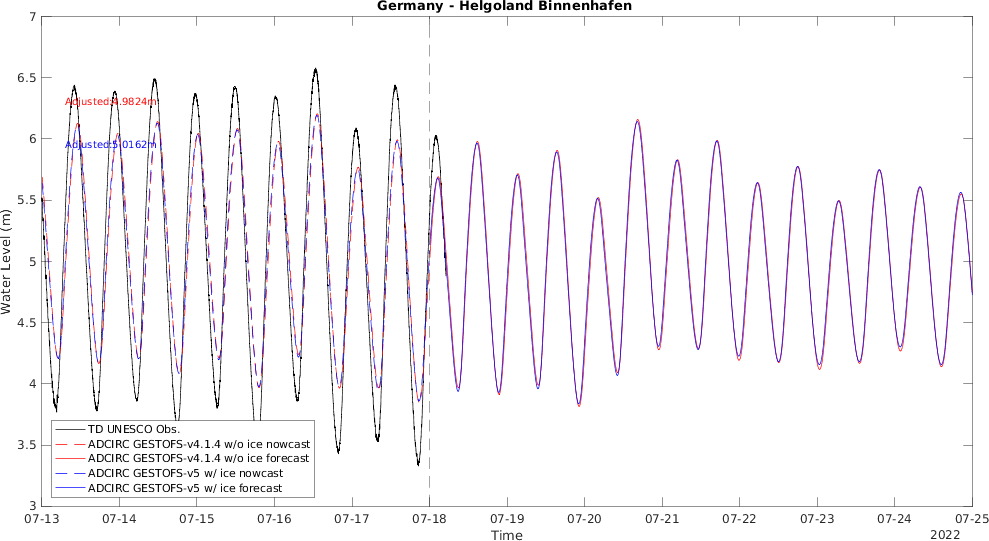 Germany - Helgoland Binnenhafen
7
6.5
6
5.5
5
4.5
4
3.5
3
Water Level (m)
Adjusted:4.9824m
Adjusted:5.0162m
TD UNESCO Obs.
ADCIRC GESTOFS-v4.1.4 w/o ice nowcast
ADCIRC GESTOFS-v4.1.4 w/o ice forecast
ADCIRC GESTOFS-v5 w/ ice nowcast
ADCIRC GESTOFS-v5 w/ ice forecast
07-13 07-14 07-15 07-16 07-17 07-18 07-19 07-20 07-21 07-22 07-23 07-24 07-25
Time
2022